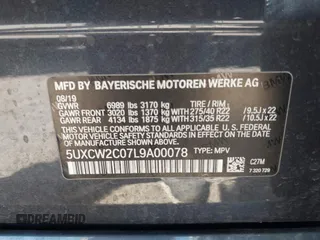 MFD BY BAYERISCHE MOTOREN WERKE AG
08/19
GVWR 6989 lbs 3170 kg TIRE / RIM:
GAWR FRONT 3020 lbs 1370 kg WITH 275/40 R22 /9.5J x 22
GAWR REAR 4134 lbs 1875 kg WITH 315/35 R22 /10.5J x 22
THIS VEHICLE CONFORMS TO ALL APPLICABLE U.S. FEDERAL
MOTOR VEHICLE SAFETY STANDARDS IN EFFECT ON THE
DATE OF MANUFACTURE SHOWN ABOVE.
5UXCW2C07L9A00078 TYPE: MPV C27M
7 320 729
DREAMBID